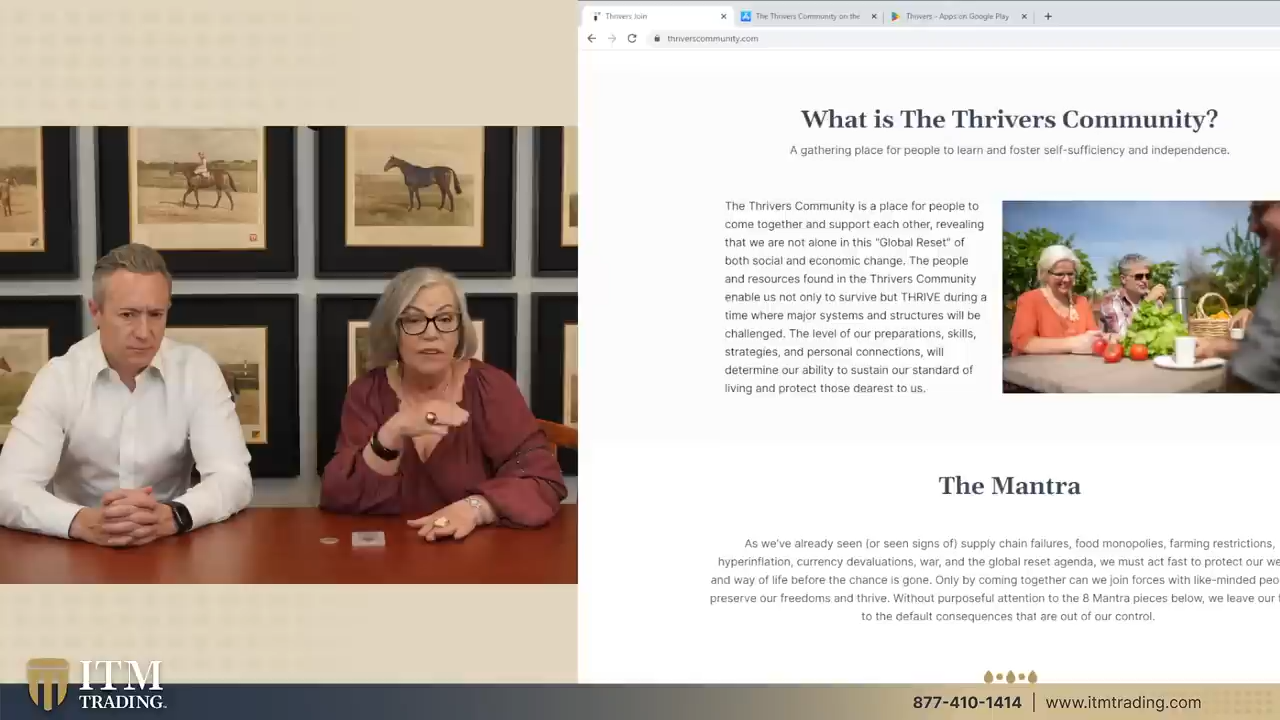 Thrivers Join
The Thrivers Community on the
Thrivers - Apps on Google Play
thriverscommunity.com
What is The Thrivers Community?
A gathering place for people to learn and foster self-sufficiency and independence.
The Thrivers Community is a place for people to
come together and support each other, revealing
that we are not alone in this "Global Reset" of
both social and economic change. The people
and resources found in the Thrivers Community
enable us not only to survive but THRIVE during a
time where major systems and structures will be
challenged. The level of our preparations, skills,
strategies, and personal connections, will
determine our ability to sustain our standard of
living and protect those dearest to us.
The Mantra
As we've already seen (or seen signs of) supply chain failures, food monopolies, farming restrictions,
hyperinflation, currency devaluations, war, and the global reset agenda, we must act fast to protect our we
and way of life before the chance is gone. Only by coming together can we join forces with like-minded peo
preserve our freedoms and thrive. Without purposeful attention to the 8 Mantra pieces below, we leave our
to the default consequences that are out of our control.
ITM
TRADING
877-410-1414 | www.itmtrading.com